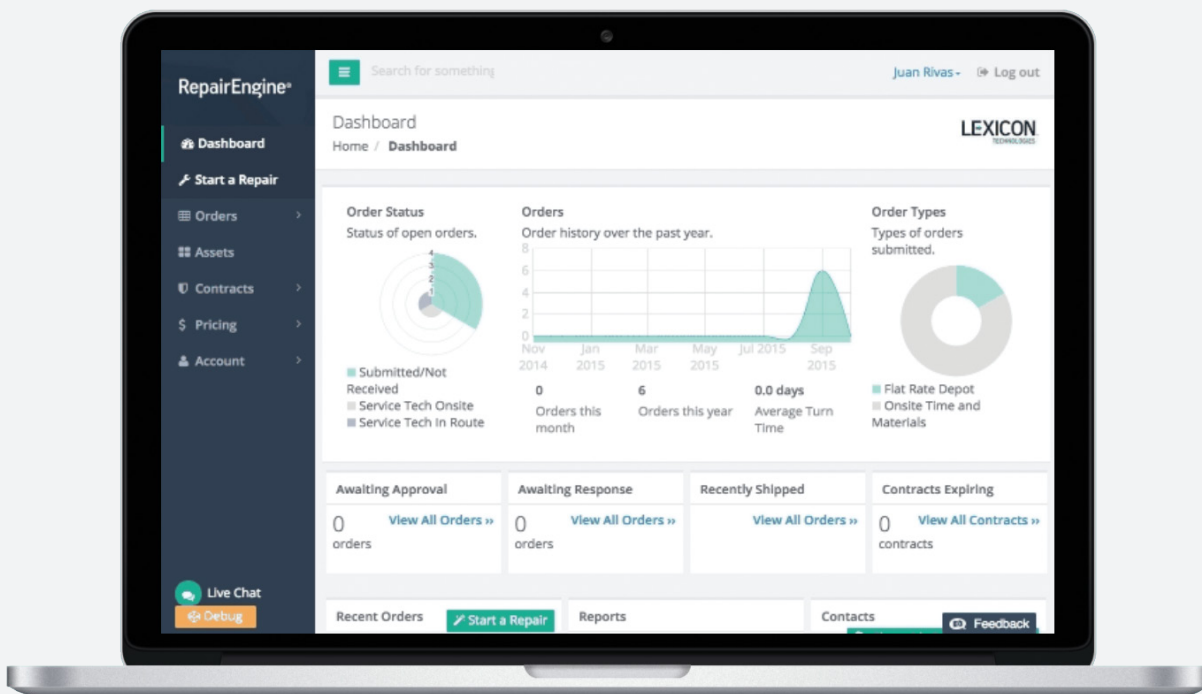 RepairEngine®
Dashboard
Start a Repair
Orders
Assets
Contracts
Pricing
Account
Live Chat
Debug
Search for something
Juan Rivas
Log out
Dashboard
Home / Dashboard
LEXICON
TECHNOLOGIES
Order Status
Status of open orders.
4
3
2
1
Submitted/Not
Received
Service Tech Onsite
Service Tech In Route
Orders
Order history over the past year.
8
6
4
2
0
Nov Jan Mar May Jul 2015 Sep
2014 2015 2015 2015 2015
0 6 0.0 days
Orders this Orders this year Average Turn
month Time
Order Types
Types of orders
submitted.
Flat Rate Depot
Onsite Time and
Materials
Awaiting Approval
0 View All Orders »
orders
Awaiting Response
0 View All Orders »
orders
Recently Shipped
View All Orders »
Contracts Expiring
0 View All Contracts »
contracts
Recent Orders Start a Repair
Reports
Contacts
Feedback